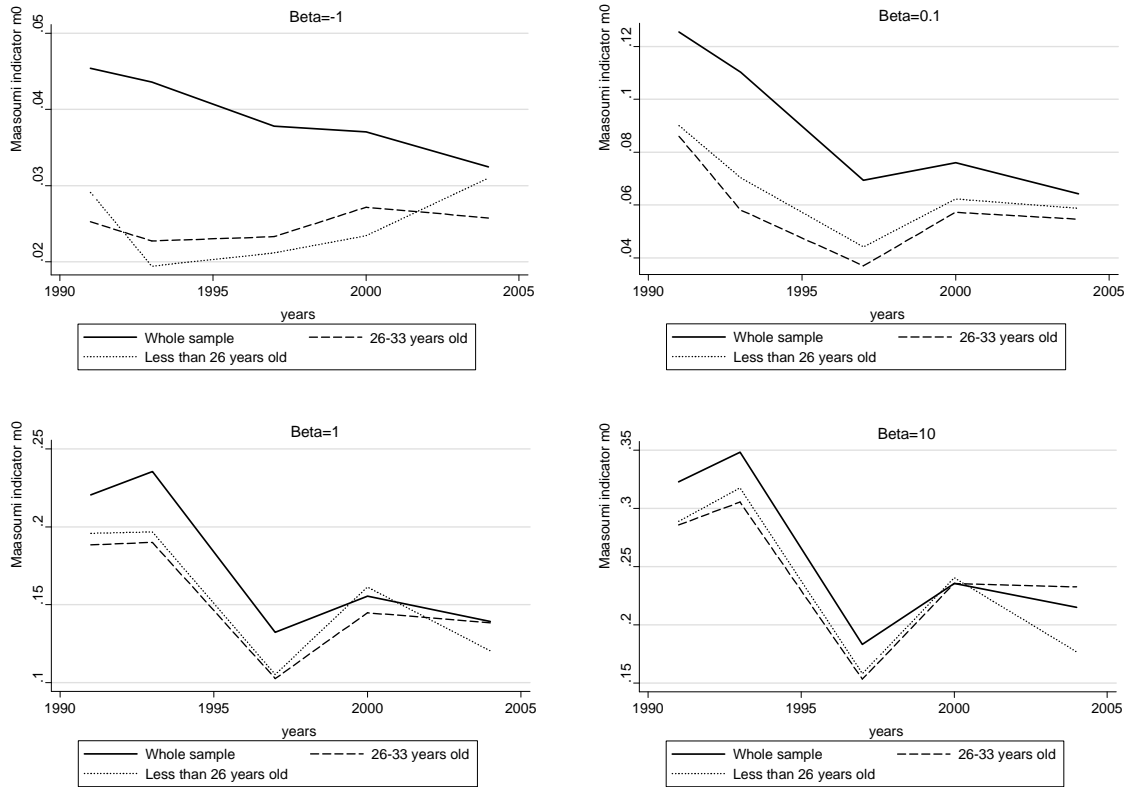 Beta=-1
Maasoumi indicator m0
.05
.04
.03
.02
1990
1995
2000
2005
years
Whole sample
26-33 years old
Less than 26 years old
Beta=0.1
Maasoumi indicator m0
.12
.1
.08
.06
.04
1990
1995
2000
2005
years
Whole sample
26-33 years old
Less than 26 years old
Beta=1
Maasoumi indicator m0
.25
.2
.15
.1
1990
1995
2000
2005
years
Whole sample
26-33 years old
Less than 26 years old
Beta=10
Maasoumi indicator m0
.35
.3
.25
.2
.15
1990
1995
2000
2005
years
Whole sample
26-33 years old
Less than 26 years old